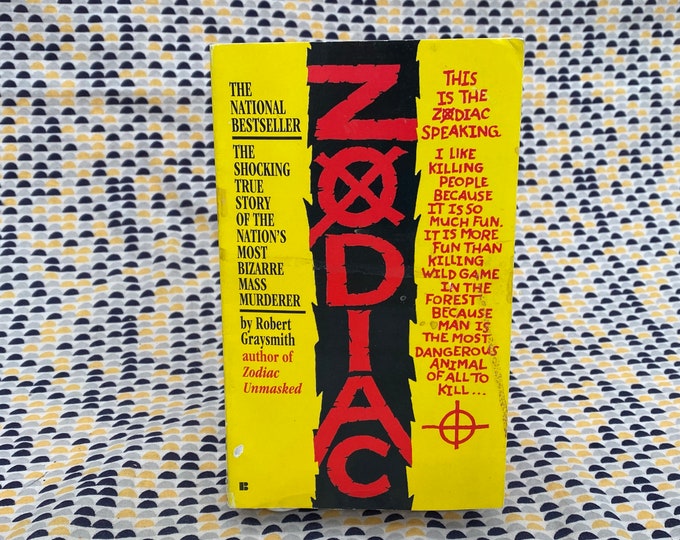 THE
NATIONAL
BESTSELLER
THE
SHOCKING
TRUE
STORY
OF THE
NATION'S
MOST
BIZARRE
MASS
MURDERER
by Robert
Graysmith
author of
Zodiac
Unmasked
B
ZODIAC
THIS
IS THE
ZODIAC
SPEAKING.
I LIKE
KILLING
PEOPLE
BECAUSE
IT IS SO
MUCH FUN.
IT IS MORE
FUN THAN
KILLING
WILD GAME
IN THE
FOREST
BECAUSE
MAN IS
THE MOST
DANGEROUS
ANIMAL
OF ALL TO
KILL...